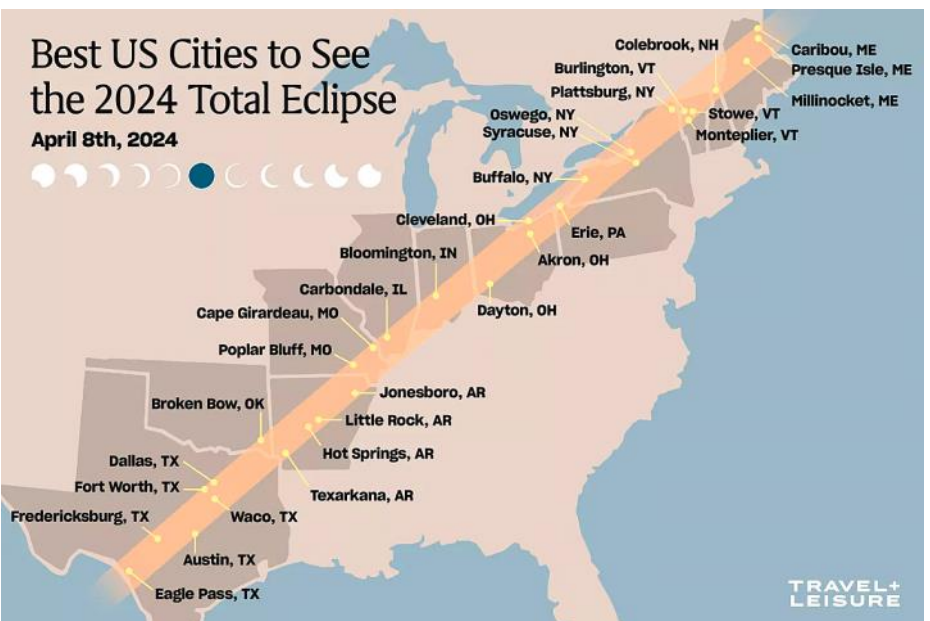 Best US Cities to See
the 2024 Total Eclipse
April 8th, 2024
Colebrook, NH
Caribou, ME
Burlington, VT
Presque Isle, ME
Plattsburg, NY
Millinocket, ME
Oswego, NY
Stowe, VT
Syracuse, NY
Monteplier, VT
Buffalo, NY
Cleveland, OH
Erie, PA
Bloomington, IN
Akron, OH
Carbondale, IL
Cape Girardeau, MO
Dayton, OH
Poplar Bluff, MO
Jonesboro, AR
Broken Bow, OK
Little Rock, AR
Hot Springs, AR
Dallas, TX
Fort Worth, TX
Texarkana, AR
Fredericksburg, TX
Waco, TX
Austin, TX
Eagle Pass, TX
TRAVEL+
LEISURE